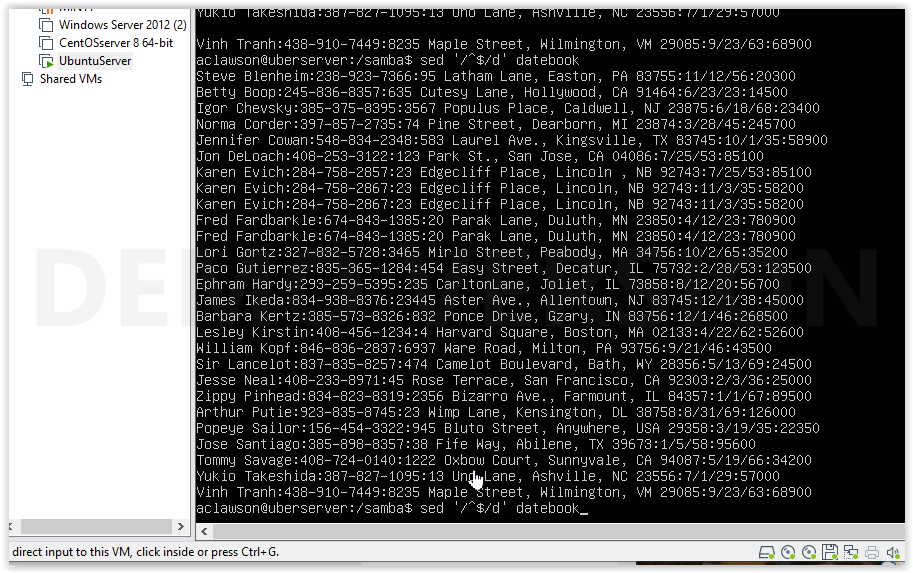 Windows Server 2012 (2)
CentOSserver 8 64-bit
UbuntuServer
Shared VMs
Yukio Takeshida:387-827-1095:13 Uno Lane, Ashville, NC 23556:7/1/29:57000
Vinh Tranh:438-910-7449:8235 Maple Street, Wilmington, VM 29085:9/23/63:68900
aclawson@uberserver:/samba$ sed '/^$/d' datebook
Steve Blenheim:238-923-7366:95 Latham Lane, Easton, PA 83755:11/12/56:20300
Betty Boop:245-836-8357:635 Cutesy Lane, Hollywood, CA 91464:6/23/23:14500
Igor Chevsky:385-375-8395:3567 Populus Place, Caldwell, NJ 23875:6/18/68:23400
Norma Corder:397-857-2735:74 Pine Street, Dearborn, MI 23874:3/28/45:245700
Jennifer Cowan:548-834-2348:583 Laurel Ave., Kingsville, TX 83745:10/1/35:58900
Jon DeLoach:408-253-3122:123 Park St., San Jose, CA 04086:7/25/53:85100
Karen Evich:284-758-2857:23 Edgecliff Place, Lincoln , NB 92743:7/25/53:85100
Karen Evich:284-758-2867:23 Edgecliff Place, Lincoln, NB 92743:11/3/35:58200
Karen Evich:284-758-2867:23 Edgecliff Place, Lincoln, NB 92743:11/3/35:58200
Fred Fardbarkle:674-843-1385:20 Parak Lane, Duluth, MN 23850:4/12/23:780900
Fred Fardbarkle:674-843-1385:20 Parak Lane, Duluth, MN 23850:4/12/23:780900
Lori Gortz:327-832-5728:3465 Mirlo Street, Peabody, MA 34756:10/2/65:35200
Paco Gutierrez:835-365-1284:454 Easy Street, Decatur, IL 75732:2/28/53:123500
Ephram Hardy:293-259-5395:235 CarltonLane, Joliet, IL 73858:8/12/20:56700
James Ikeda:834-938-8376:23445 Aster Ave., Allentown, NJ 83745:12/1/38:45000
Barbara Kertz:385-573-8326:832 Ponce Drive, Gzary, IN 83756:12/1/46:268500
Lesley Kirstin:408-456-1234:4 Harvard Square, Boston, MA 02133:4/22/62:52600
William Kopf:846-836-2837:6937 Ware Road, Milton, PA 93756:9/21/46:43500
Sir Lancelot:837-835-8257:474 Camelot Boulevard, Bath, WY 28356:5/13/69:24500
Jesse Neal:408-233-8971:45 Rose Terrace, San Francisco, CA 92303:2/3/36:25000
Zippy Pinhead:834-823-8319:2356 Bizarro Ave., Farmount, IL 84357:1/1/67:89500
Arthur Putie:923-835-8745:23 Wimp Lane, Kensington, DL 38758:8/31/69:126000
Popeye Sailor:156-454-3322:945 Bluto Street, Anywhere, USA 29358:3/19/35:22350
Jose Santiago:385-898-8357:38 Fife Way, Abilene, TX 39673:1/5/58:95600
Tommy Savage:408-724-0140:1222 Oxbow Court, Sunnyvale, CA 94087:5/19/66:34200
Yukio Takeshida:387-827-1095:13 Uno Lane, Ashville, NC 23556:7/1/29:57000
Vinh Tranh:438-910-7449:8235 Maple Street, Wilmington, VM 29085:9/23/63:68900
aclawson@uberserver:/samba$ sed '/^$/d' datebook_
direct input to this VM, click inside or press Ctrl+G.